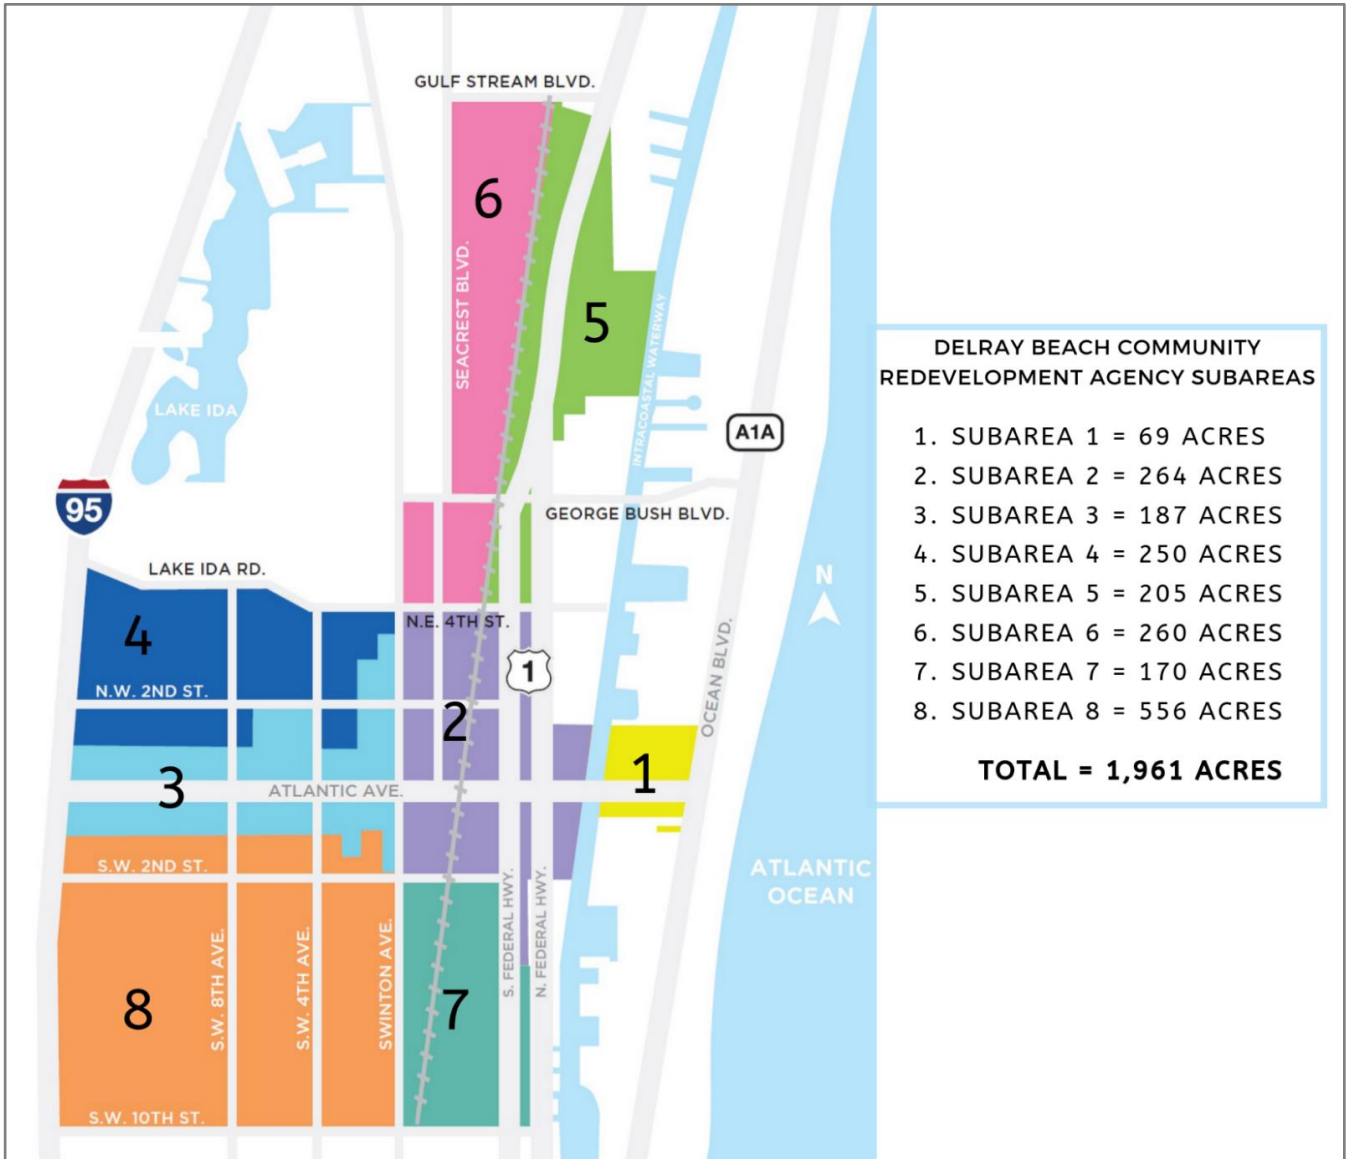 GULF STREAM BLVD.
6
SEACREST BLVD.
5
INTRACOASTAL WATERWAY
LAKE IDA
A1A
95
GEORGE BUSH BLVD.
LAKE IDA RD.
N
4
N.E. 4TH ST.
1
OCEAN BLVD.
N.W. 2ND ST.
2
3
1
ATLANTIC AVE.
S.W. 2ND ST.
ATLANTIC
OCEAN
S.W. 8TH AVE.
S.W. 4TH AVE.
SWINTON AVE.
S. FEDERAL HWY.
N. FEDERAL HWY.
8
7
S.W. 10TH ST.
DELRAY BEACH COMMUNITY
REDEVELOPMENT AGENCY SUBAREAS
1. SUBAREA 1 = 69 ACRES
2. SUBAREA 2 = 264 ACRES
3. SUBAREA 3 = 187 ACRES
4. SUBAREA 4 = 250 ACRES
5. SUBAREA 5 = 205 ACRES
6. SUBAREA 6 = 260 ACRES
7. SUBAREA 7 = 170 ACRES
8. SUBAREA 8 = 556 ACRES
TOTAL = 1,961 ACRES